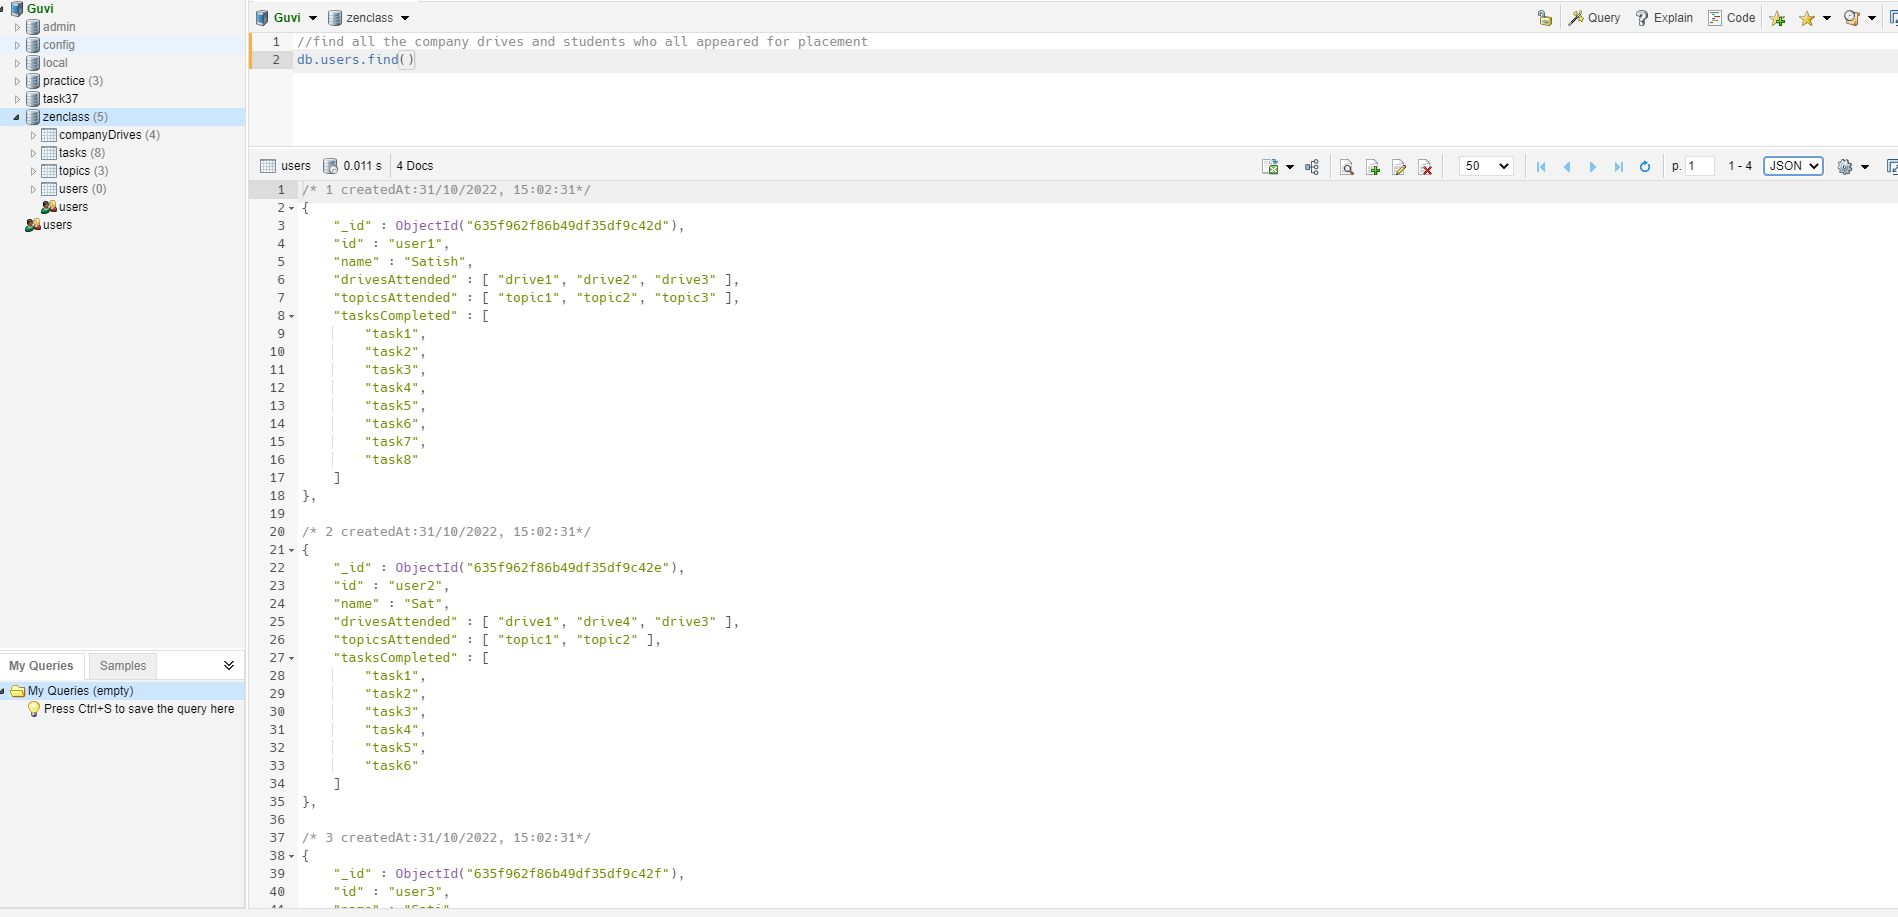 Guvi
admin
config
local
practice (3)
task37
zenclass (5)
companyDrives (4)
tasks (8)
topics (3)
users (0)
users
users
My Queries Samples
My Queries (empty)
Press Ctrl+S to save the query here
Guvi zenclass Query Explain Code
1 //find all the company drives and students who all appeared for placement
2 db.users.find()
users 0.011 s 4 Docs 50 p. 1 1 - 4 JSON
1 /* 1 createdAt:31/10/2022, 15:02:31*/
2 {
3 "_id" : ObjectId("635f962f86b49df35df9c42d"),
4 "id" : "user1",
5 "name" : "Satish",
6 "drivesAttended" : [ "drive1", "drive2", "drive3" ],
7 "topicsAttended" : [ "topic1", "topic2", "topic3" ],
8 "tasksCompleted" : [
9 "task1",
10 "task2",
11 "task3",
12 "task4",
13 "task5",
14 "task6",
15 "task7",
16 "task8"
17 ]
18 },
19
20 /* 2 createdAt:31/10/2022, 15:02:31*/
21 {
22 "_id" : ObjectId("635f962f86b49df35df9c42e"),
23 "id" : "user2",
24 "name" : "Sat",
25 "drivesAttended" : [ "drive1", "drive4", "drive3" ],
26 "topicsAttended" : [ "topic1", "topic2" ],
27 "tasksCompleted" : [
28 "task1",
29 "task2",
30 "task3",
31 "task4",
32 "task5",
33 "task6"
34 ]
35 },
36
37 /* 3 createdAt:31/10/2022, 15:02:31*/
38 {
39 "_id" : ObjectId("635f962f86b49df35df9c42f"),
40 "id" : "user3",